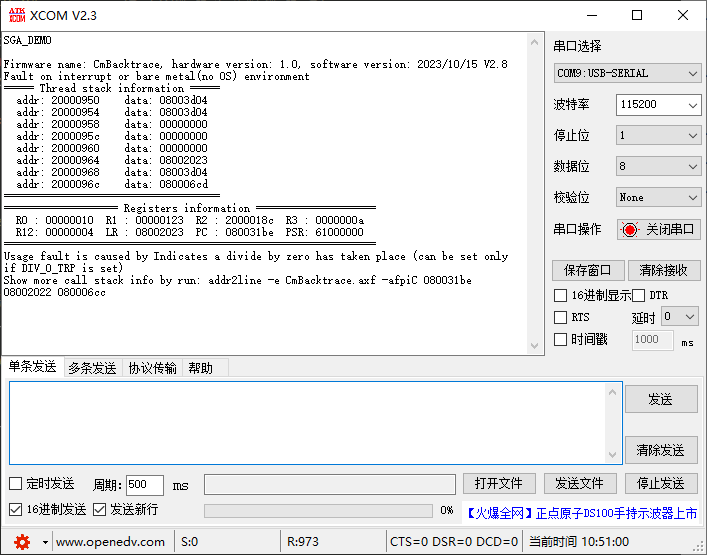 ATK
XCOM
XCOM V2.3
SGA_DEMO
Firmware name: CmBacktrace, hardware version: 1.0, software version: 2023/10/15 V2.8
Fault on interrupt or bare metal(no OS) environment
===== Thread stack information =====
addr: 20000950    data: 08003d04
addr: 20000954    data: 08003d04
addr: 20000958    data: 00000000
addr: 2000095c    data: 00000000
addr: 20000960    data: 00000000
addr: 20000964    data: 08002023
addr: 20000968    data: 08003d04
addr: 2000096c    data: 080006cd
====================================
=================== Registers information ====================
R0 : 00000010  R1 : 00000123  R2 : 2000018c  R3 : 0000000a
R12: 00000004  LR : 08002023  PC : 080031be  PSR: 61000000
==============================================================
Usage fault is caused by Indicates a divide by zero has taken place (can be set only
if DIV_0_TRP is set)
Show more call stack info by run: addr2line -e CmBacktrace.axf -afpiC 080031be
08002022 080006cc
串口选择
COM9:USB-SERIAL
波特率 115200
停止位 1
数据位 8
校验位 None
串口操作 关闭串口
保存窗口 清除接收
16进制显示 DTR
RTS 延时 0
时间戳 1000 ms
单条发送 多条发送 协议传输 帮助
发送
清除发送
定时发送 周期: 500 ms 打开文件 发送文件 停止发送
16进制发送 发送新行 0% 【火爆全网】正点原子DS100手持示波器上市
www.openedv.com S:0 R:973 CTS=0 DSR=0 DCD=0 当前时间 10:51:00